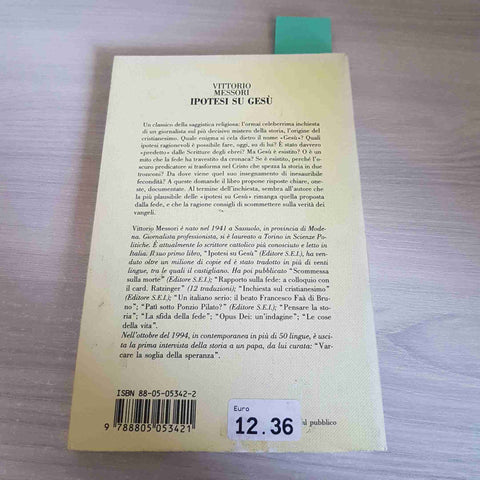 VITTORIO
MESSORI
IPOTESI SU GESÙ
Un classico della saggistica religiosa: l'ormai celeberrima inchiesta
di un giornalista sul più decisivo mistero della storia, l'origine del
cristianesimo. Quale enigma si cela dietro il nome «Gesù»? Quali
ipotesi ragionevoli è possibile fare, oggi, su di lui? È stato davvero
«predetto» dalle Scritture degli ebrei? Ma Gesù è esistito? O è un
mito che la fede ha travestito da cronaca? Se è esistito, perché l'o-
scuro predicatore si trasforma nel Cristo che spezza la storia in due
tronconi? Da dove viene quel suo insegnamento di inesauribile
fecondità? A queste domande il libro propone risposte chiare, one-
ste, documentate. Al termine dell'inchiesta, sembra all'autore che
la più plausibile delle «ipotesi su Gesù» rimanga quella proposta
dalla fede, e che la ragione consigli di scommettere sulla verità dei
vangeli.
Vittorio Messori è nato nel 1941 a Sassuolo, in provincia di Mode-
na. Giornalista professionista, si è laureato a Torino in Scienze Po-
litiche. È attualmente lo scrittore cattolico più conosciuto e letto in
Italia. Il suo primo libro, "Ipotesi su Gesù" (Editore S.E.I.), ha ven-
duto oltre un milione di copie ed è stato tradotto in più di venti
lingue, tra le quali il castigliano. Ha poi pubblicato "Scommessa
sulla morte" (Editore S.E.I.); "Rapporto sulla fede: a colloquio con
il card. Ratzinger" (12 traduzioni); "Inchiesta sul cristianesimo"
(Editore S.E.I.); "Un italiano serio: il beato Francesco Faà di Bru-
no"; "Patì sotto Ponzio Pilato?" (Editore S.E.I.); "Pensare la sto-
ria"; "La sfida della fede"; "Opus Dei: un'indagine"; "Le cose
della vita".
Nell'ottobre del 1994, in contemporanea in più di 50 lingue, è usci-
ta la prima intervista della storia a un papa, da lui curata: "Var-
care la soglia della speranza".
ISBN 88-05-05342-2
9 788805 053421
Euro
12.36
al pubblico